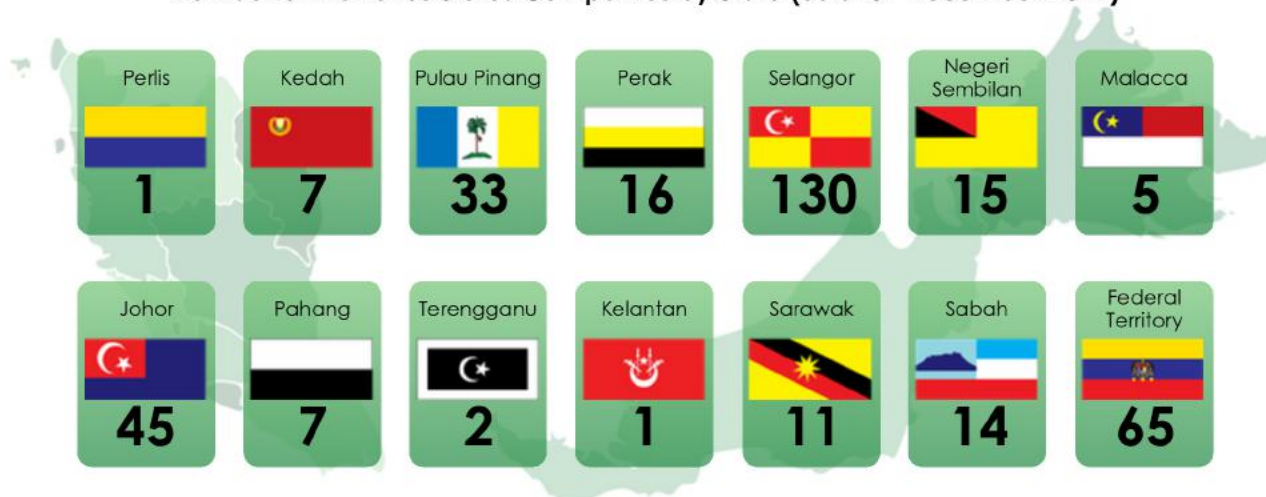 Perlis
1
Kedah
7
Pulau Pinang
33
Perak
16
Selangor
130
Negeri
Sembilan
15
Malacca
5
Johor
45
Pahang
7
Terengganu
2
Kelantan
1
Sarawak
11
Sabah
14
Federal
Territory
65